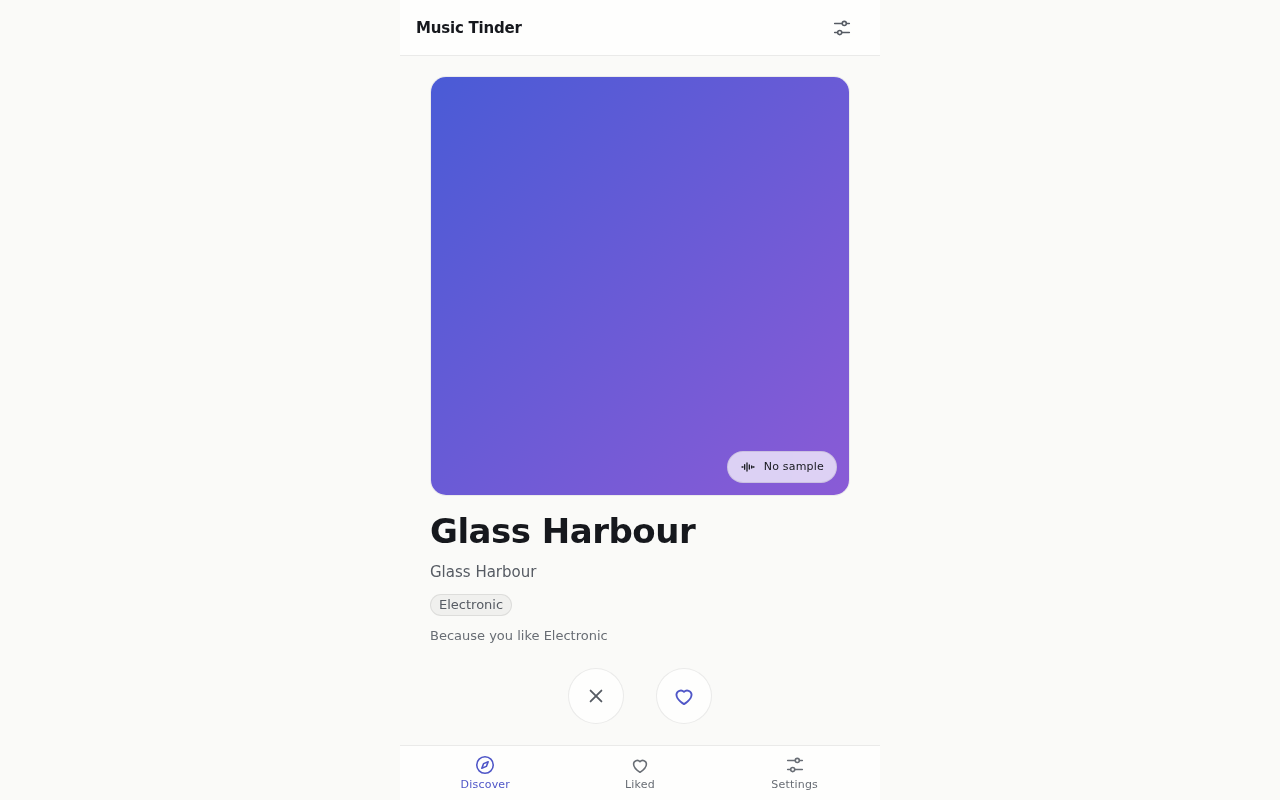 Music Tinder
No sample
Glass Harbour
Glass Harbour
Electronic
Because you like Electronic
Discover
Liked
Settings